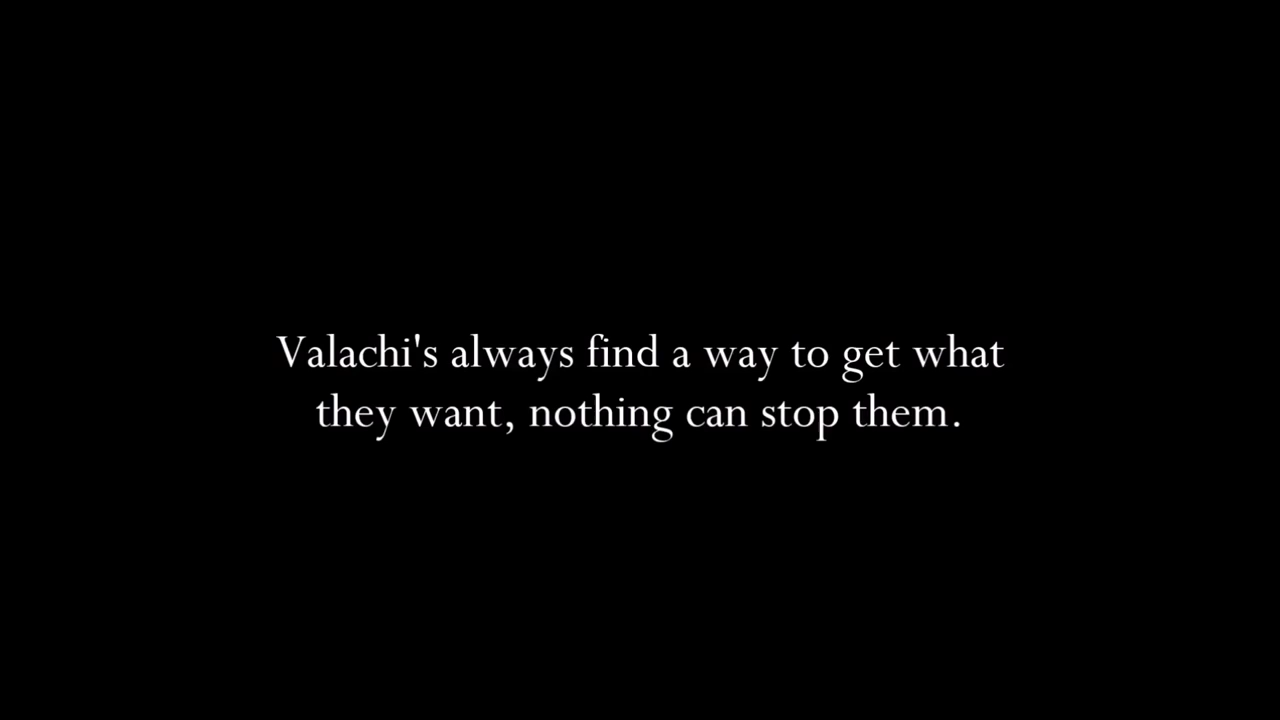 Valachi's always find a way to get what
they want, nothing can stop them.